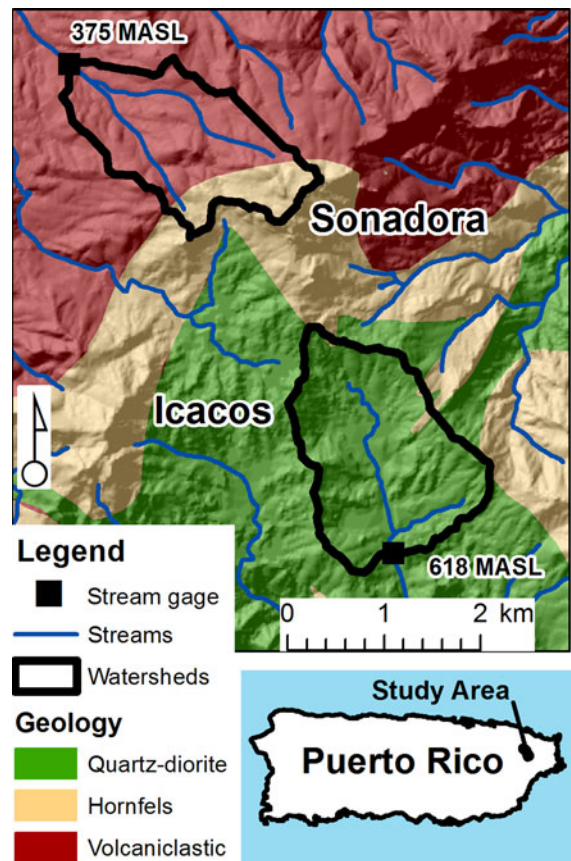 375 MASL
Sonadora
Icacos
618 MASL
0 1 2 km
Legend
Stream gage
Streams
Watersheds
Geology
Quartz-diorite
Hornfels
Volcaniclastic
Study Area
Puerto Rico